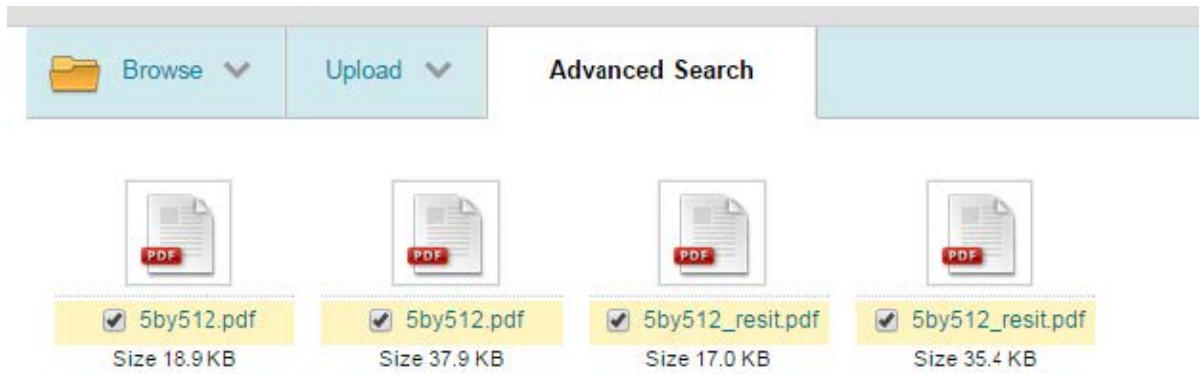 Browse Upload Advanced Search
PDF PDF PDF PDF
5by512.pdf 5by512.pdf 5by512_resit.pdf 5by512_resit.pdf
Size 18.9 KB Size 37.9 KB Size 17.0 KB Size 35.4 KB